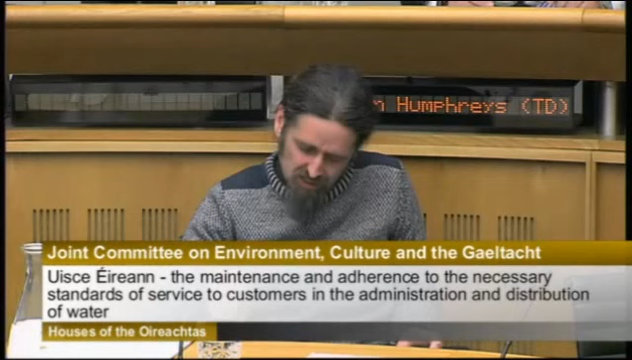 n Humphreys (TD)
Joint Committee on Environment, Culture and the Gaeltacht
Uisce Éireann - the maintenance and adherence to the necessary
standards of service to customers in the administration and distribution
of water
Houses of the Oireachtas